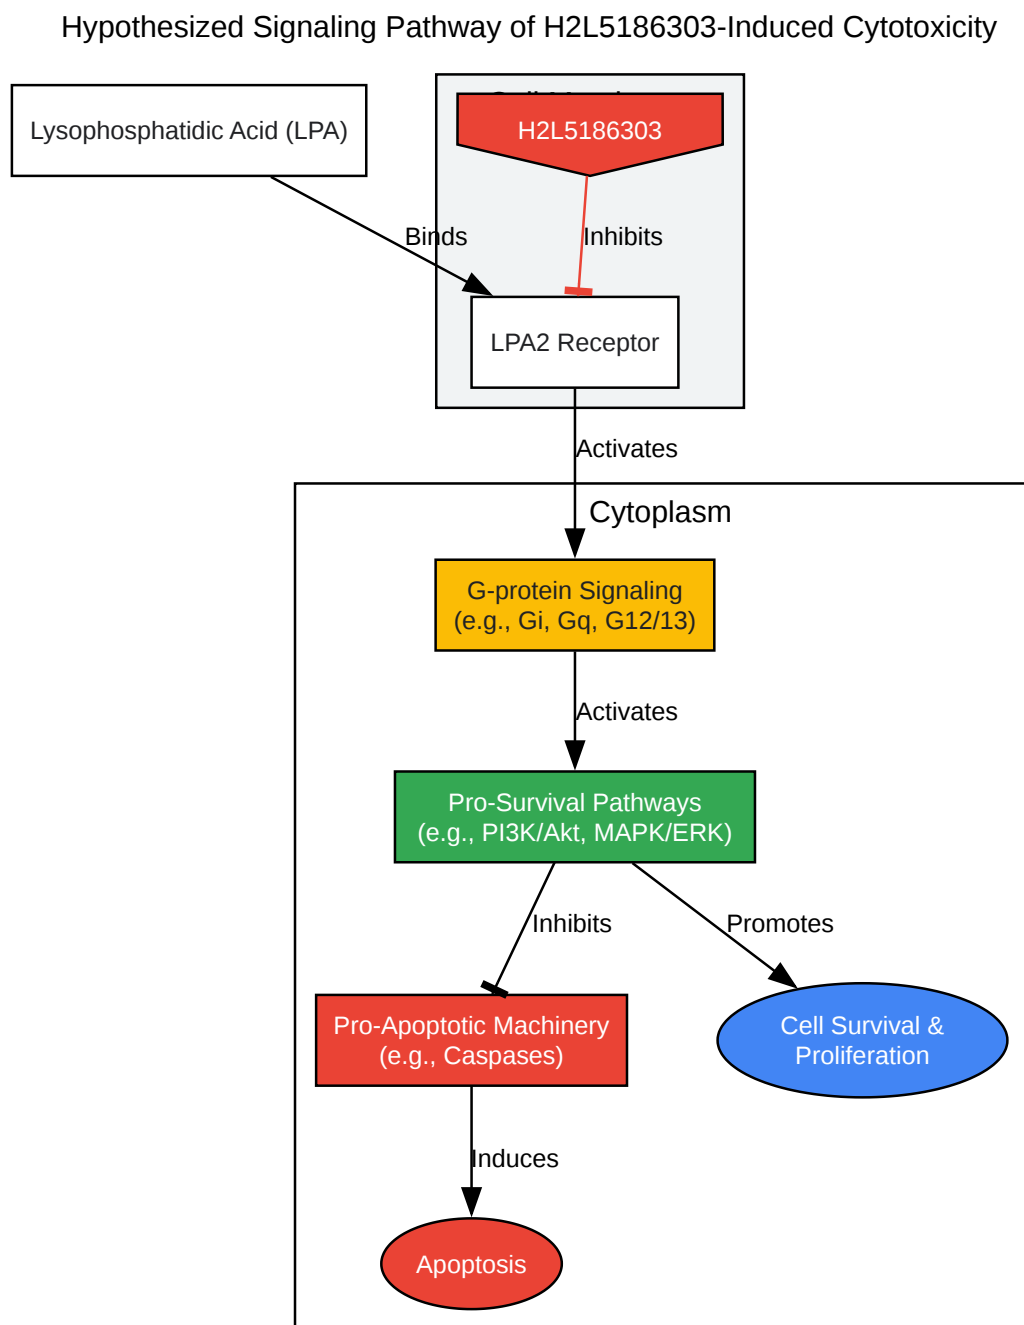 Hypothesized Signaling Pathway of H2L5186303-Induced Cytotoxicity
Lysophosphatidic Acid (LPA)
H2L5186303
Binds
Inhibits
LPA2 Receptor
Activates
Cytoplasm
G-protein Signaling
(e.g., Gi, Gq, G12/13)
Activates
Pro-Survival Pathways
(e.g., PI3K/Akt, MAPK/ERK)
Inhibits
Promotes
Pro-Apoptotic Machinery
(e.g., Caspases)
Cell Survival &
Proliferation
Induces
Apoptosis